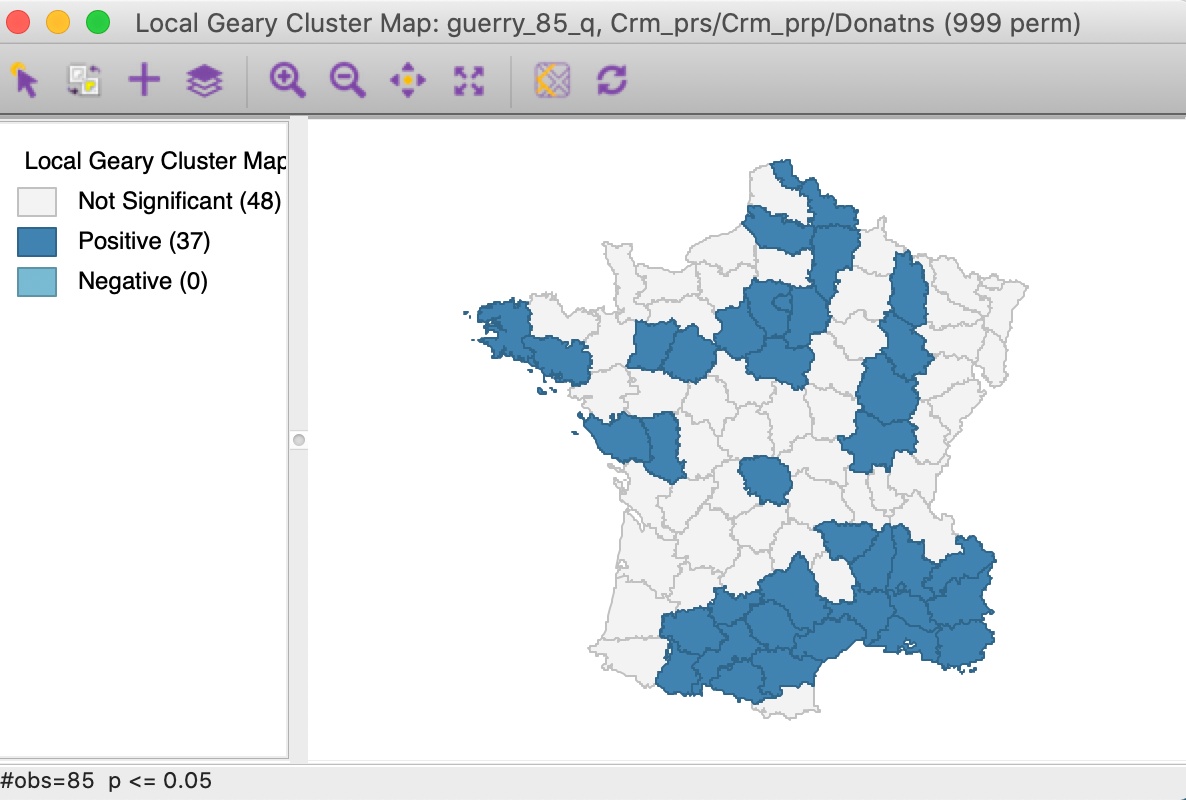 Local Geary Cluster Map: guerry_85_q, Crm_prs/Crm_prp/Donatns (999 perm)
Local Geary Cluster Map
Not Significant (48)
Positive (37)
Negative (0)
#obs=85 p <= 0.05